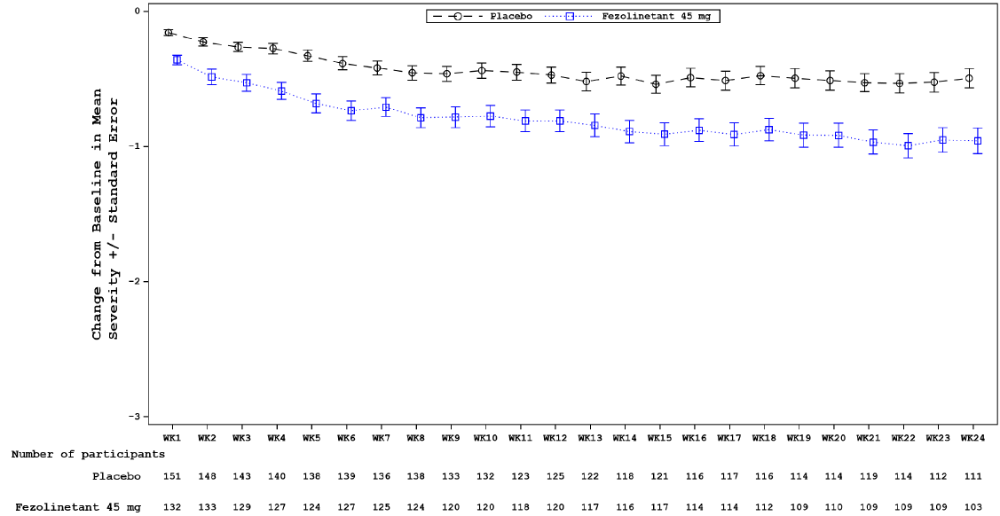 Placebo Fezolinetant 45 mg
Change from Baseline in Mean
Severity +/- Standard Error
0
-1
-2
-3
WK1 WK2 WK3 WK4 WK5 WK6 WK7 WK8 WK9 WK10 WK11 WK12 WK13 WK14 WK15 WK16 WK17 WK18 WK19 WK20 WK21 WK22 WK23 WK24
Number of participants
Placebo 151 148 143 140 138 139 136 138 133 132 123 125 122 118 121 116 117 116 114 114 119 114 112 111
Fezolinetant 45 mg 132 133 129 127 124 127 125 124 120 120 118 120 117 116 117 114 114 112 109 110 109 109 109 103